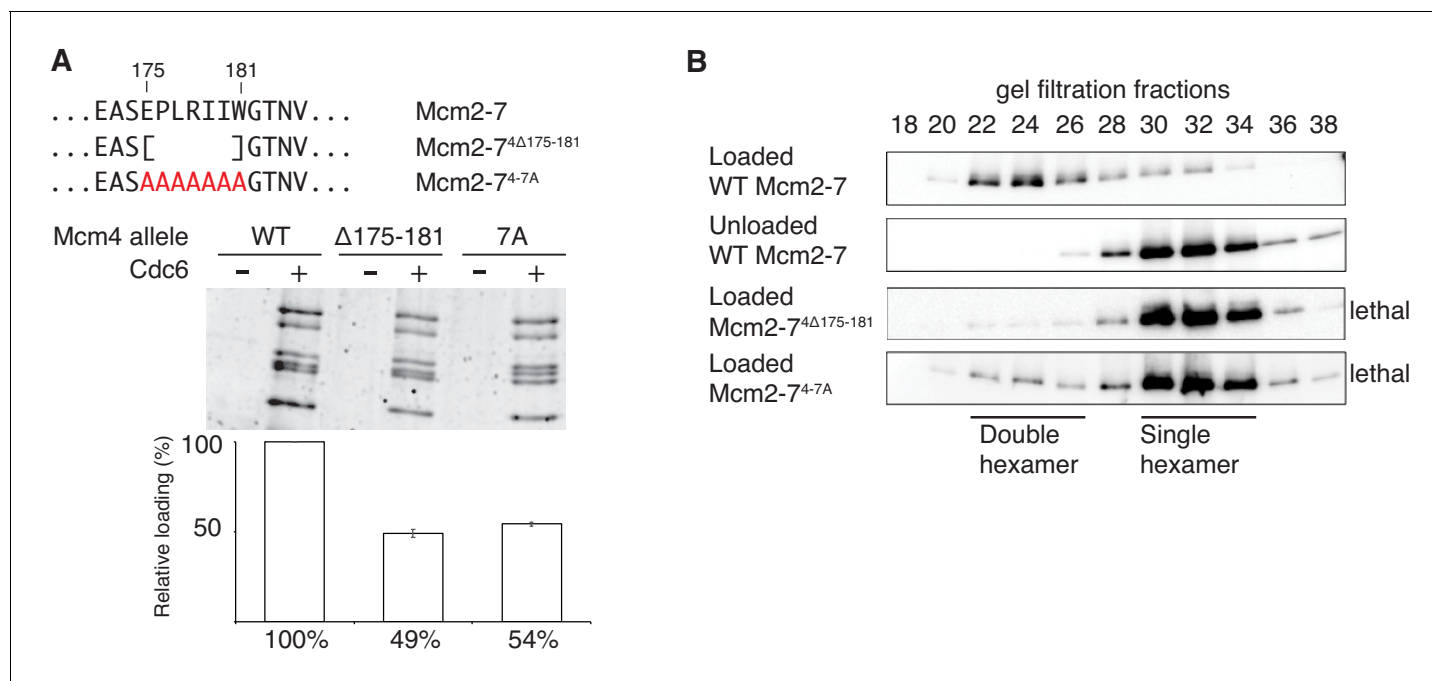 A
175 181
...EASEPLRIIWGTNV... Mcm2-7
...EAS[ ]GTNV... Mcm2-7⁴Δ¹⁷⁵⁻¹⁸¹
...EASAAAAAAAGTNV... Mcm2-7⁴⁻⁷ᴬ
Mcm4 allele WT Δ175-181 7A
Cdc6 - + - + - +
Relative loading (%)
100
50
100% 49% 54%
B
gel filtration fractions
18 20 22 24 26 28 30 32 34 36 38
Loaded
WT Mcm2-7
Unloaded
WT Mcm2-7
Loaded
Mcm2-7⁴Δ¹⁷⁵⁻¹⁸¹ lethal
Loaded
Mcm2-7⁴⁻⁷ᴬ lethal
Double
hexamer
Single
hexamer